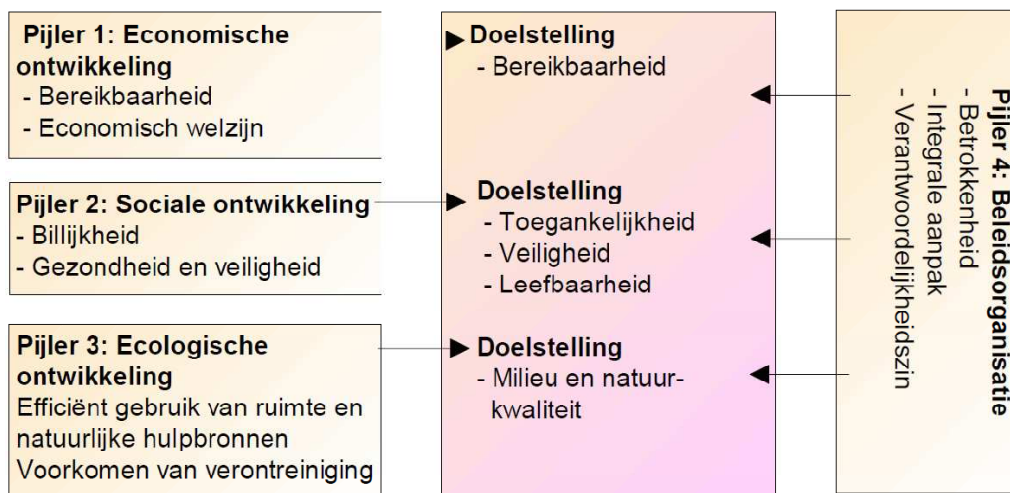 Pijler 1: Economische
ontwikkeling
- Bereikbaarheid
- Economisch welzijn
Pijler 2: Sociale ontwikkeling
- Billijkheid
- Gezondheid en veiligheid
Pijler 3: Ecologische
ontwikkeling
Efficiënt gebruik van ruimte en
natuurlijke hulpbronnen
Voorkomen van verontreiniging
Doelstelling
- Bereikbaarheid
Doelstelling
- Toegankelijkheid
- Veiligheid
- Leefbaarheid
Doelstelling
- Milieu en natuur-
kwaliteit
Pijler 4: Beleidsorganisatie
- Betrokkenheid
- Integrale aanpak
- Verantwoordelijkheidszin